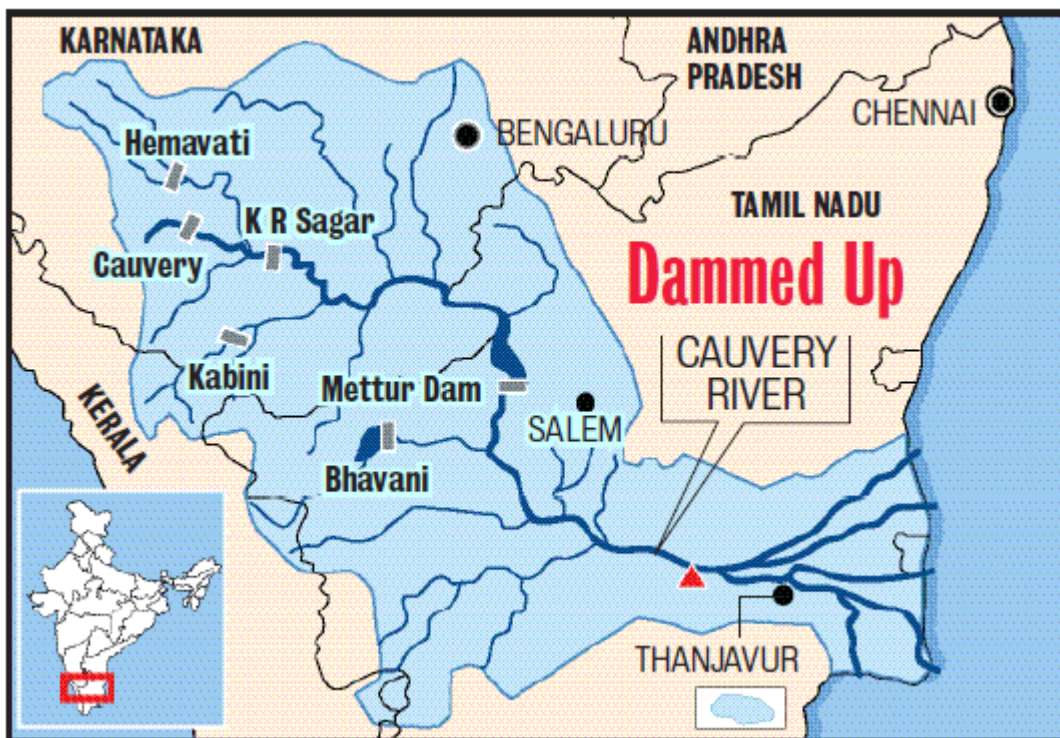 KARNATAKA
ANDHRA
PRADESH
CHENNAI
BENGALURU
Hemavati
TAMIL NADU
K R Sagar
Cauvery
Dammed Up
CAUVERY
RIVER
Kabini
Mettur Dam
SALEM
KERALA
Bhavani
THANJAVUR